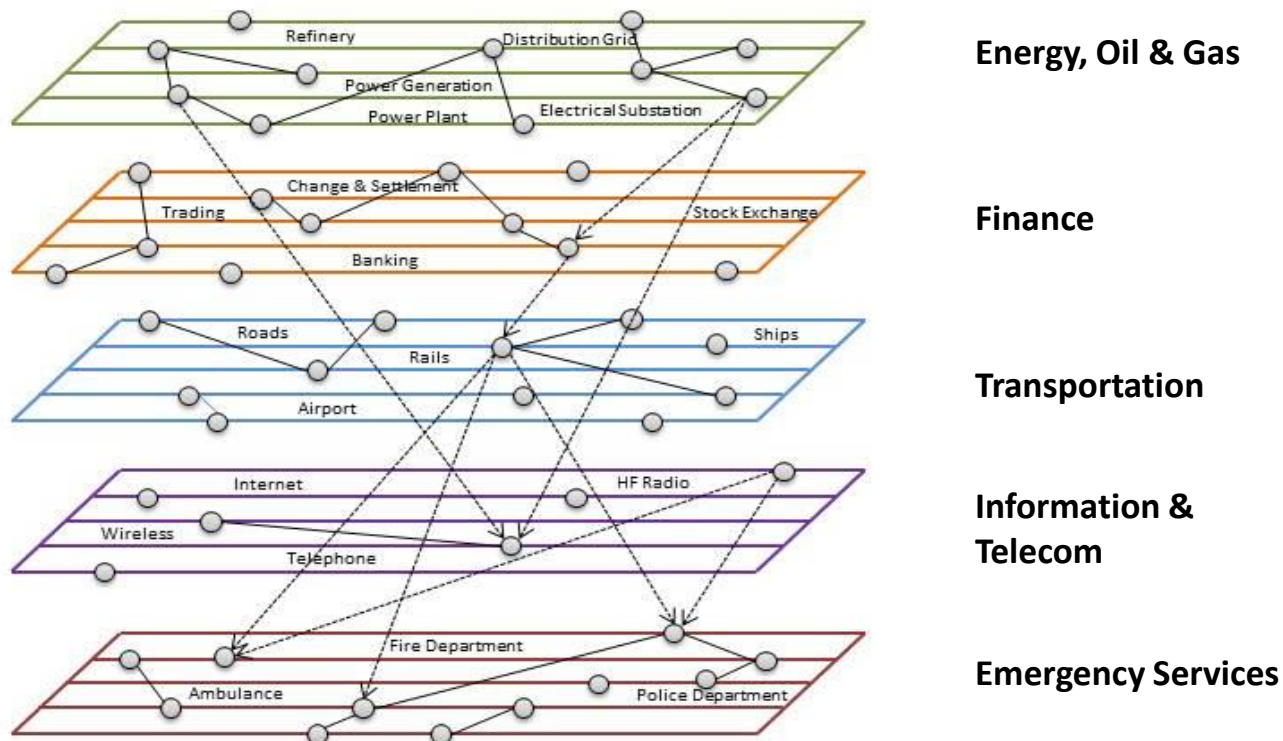 Refinery
Distribution Grid
Power Generation
Power Plant
Electrical Substation
Energy, Oil & Gas
Change & Settlement
Trading
Stock Exchange
Banking
Finance
Roads
Ships
Rails
Airport
Transportation
Internet
HF Radio
Wireless
Telephone
Information &
Telecom
Fire Department
Ambulance
Police Department
Emergency Services